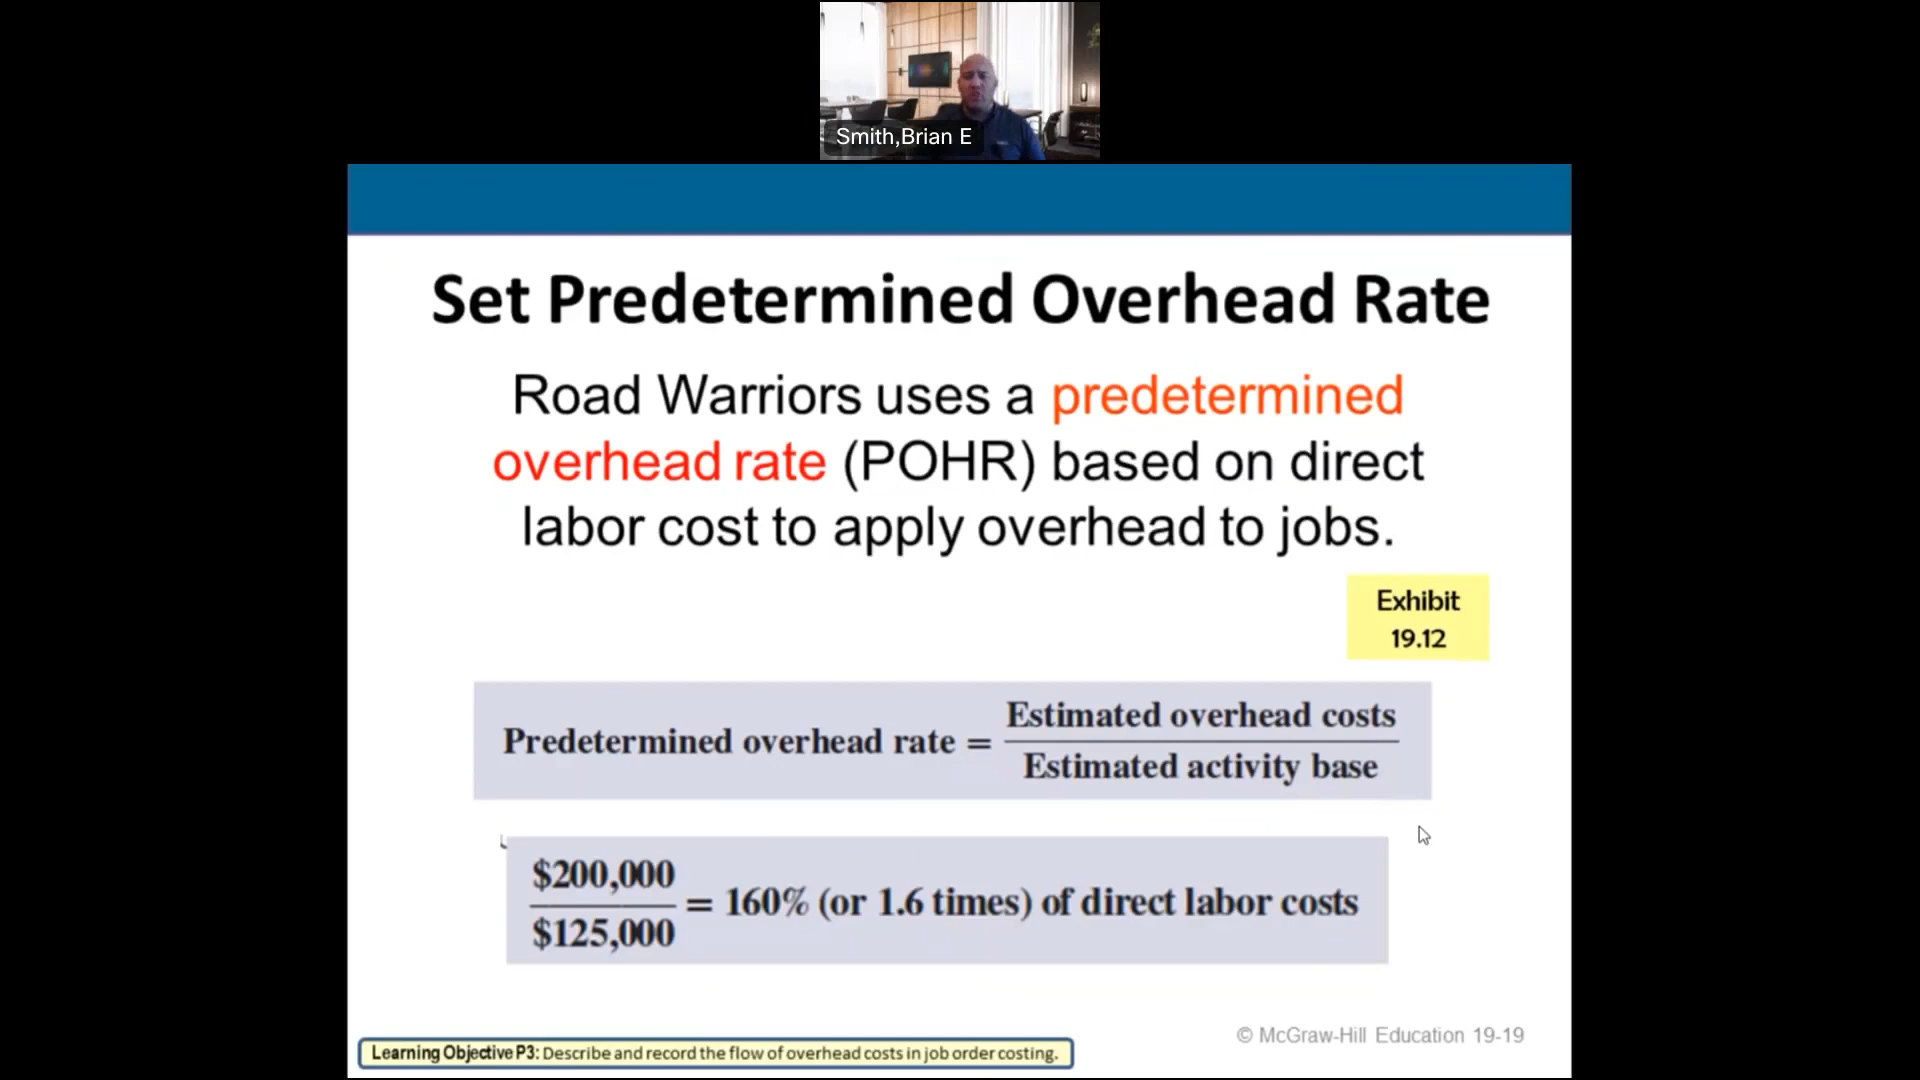 Smith,Brian E
Set Predetermined Overhead Rate
Road Warriors uses a predetermined
overhead rate (POHR) based on direct
labor cost to apply overhead to jobs.
Exhibit
19.12
Predetermined overhead rate = Estimated overhead costs
Estimated activity base
$200,000
$125,000 = 160% (or 1.6 times) of direct labor costs
© McGraw-Hill Education 19-19
Learning Objective P3: Describe and record the flow of overhead costs in job order costing.